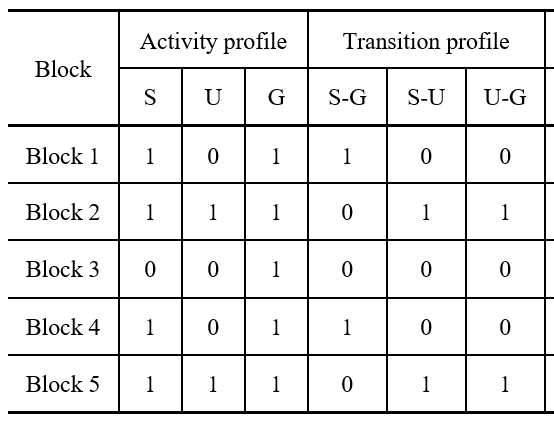 Block Activity profile Transition profile
S U G S-G S-U U-G
Block 1 1 0 1 1 0 0
Block 2 1 1 1 0 1 1
Block 3 0 0 1 0 0 0
Block 4 1 0 1 1 0 0
Block 5 1 1 1 0 1 1